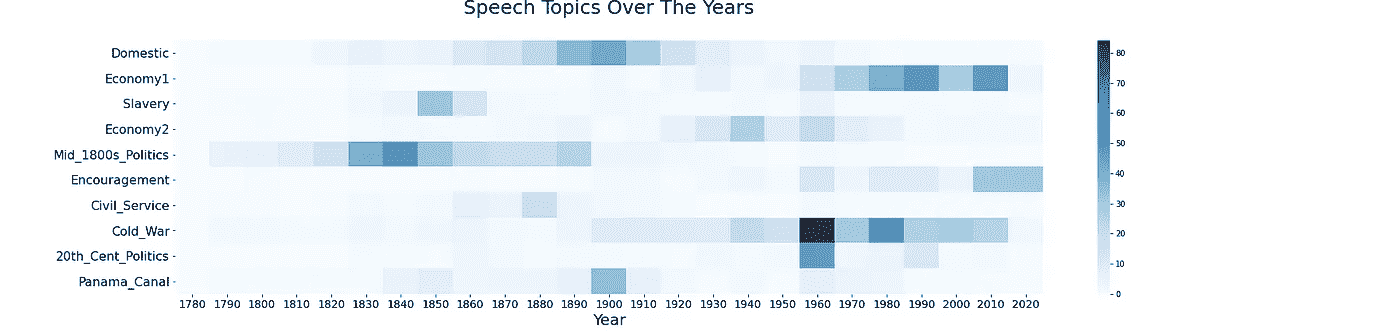 Speech Topics Over The Years
Domestic
Economy1
Slavery
Economy2
Mid_1800s_Politics
Encouragement
Civil_Service
Cold_War
20th_Cent_Politics
Panama_Canal
1780 1790 1800 1810 1820 1830 1840 1850 1860 1870 1880 1890 1900 1910 1920 1930 1940 1950 1960 1970 1980 1990 2000 2010 2020
Year
80
70
60
50
40
30
20
10
0